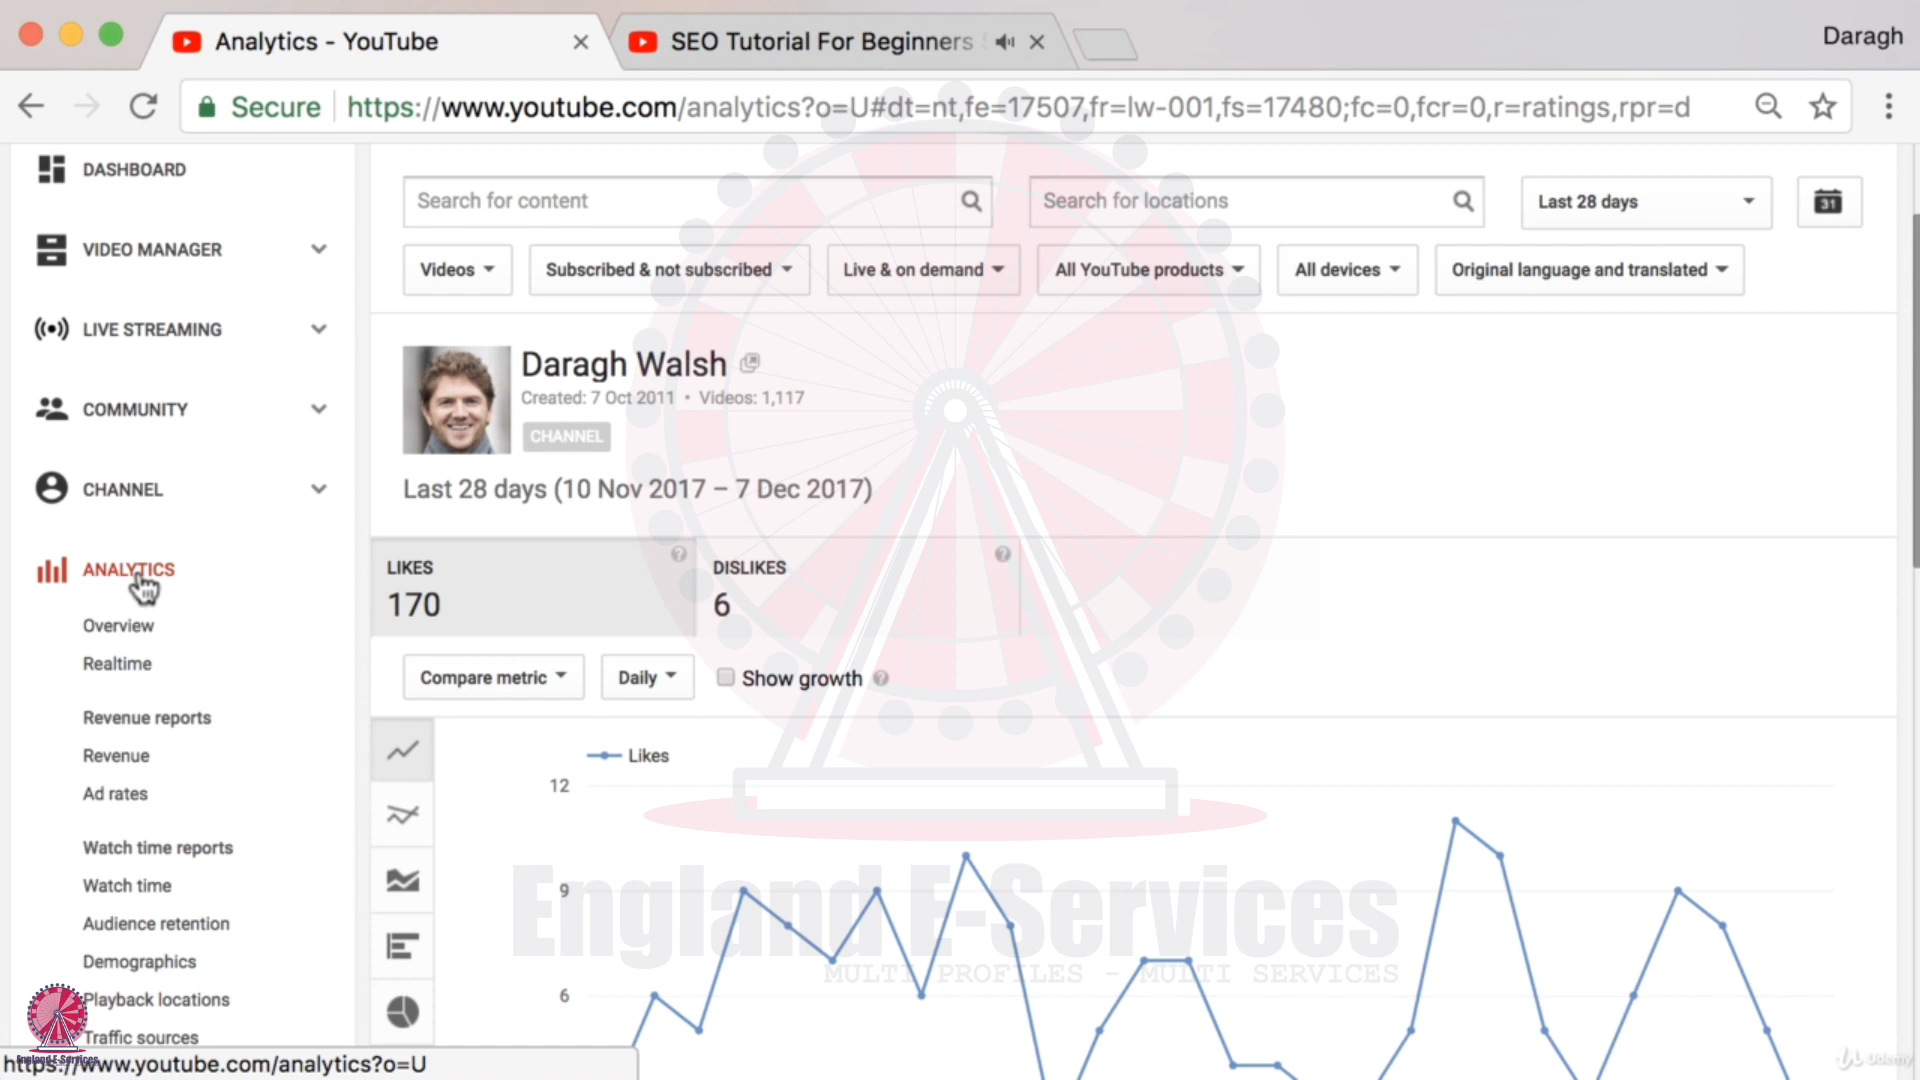 Analytics - YouTube
SEO Tutorial For Beginners
Daragh
Secure
https://www.youtube.com/analytics?o=U#dt=nt,fe=17507,fr=lw-001,fs=17480;fc=0,fcr=0,r=ratings,rpr=d
DASHBOARD
VIDEO MANAGER
LIVE STREAMING
COMMUNITY
CHANNEL
ANALYTICS
Overview
Realtime
Revenue reports
Revenue
Ad rates
Watch time reports
Watch time
Audience retention
Demographics
Playback locations
Traffic sources
Search for content
Search for locations
Last 28 days
31
Videos
Subscribed & not subscribed
Live & on demand
All YouTube products
All devices
Original language and translated
Daragh Walsh
Created: 7 Oct 2011 • Videos: 1,117
CHANNEL
Last 28 days (10 Nov 2017 – 7 Dec 2017)
LIKES ?
170
DISLIKES ?
6
Compare metric
Daily
Show growth ?
Likes
12
9
6
England E-Services
MULTI PROFILES - MULTI SERVICES
England E-Services
https://www.youtube.com/analytics?o=U
Udemy